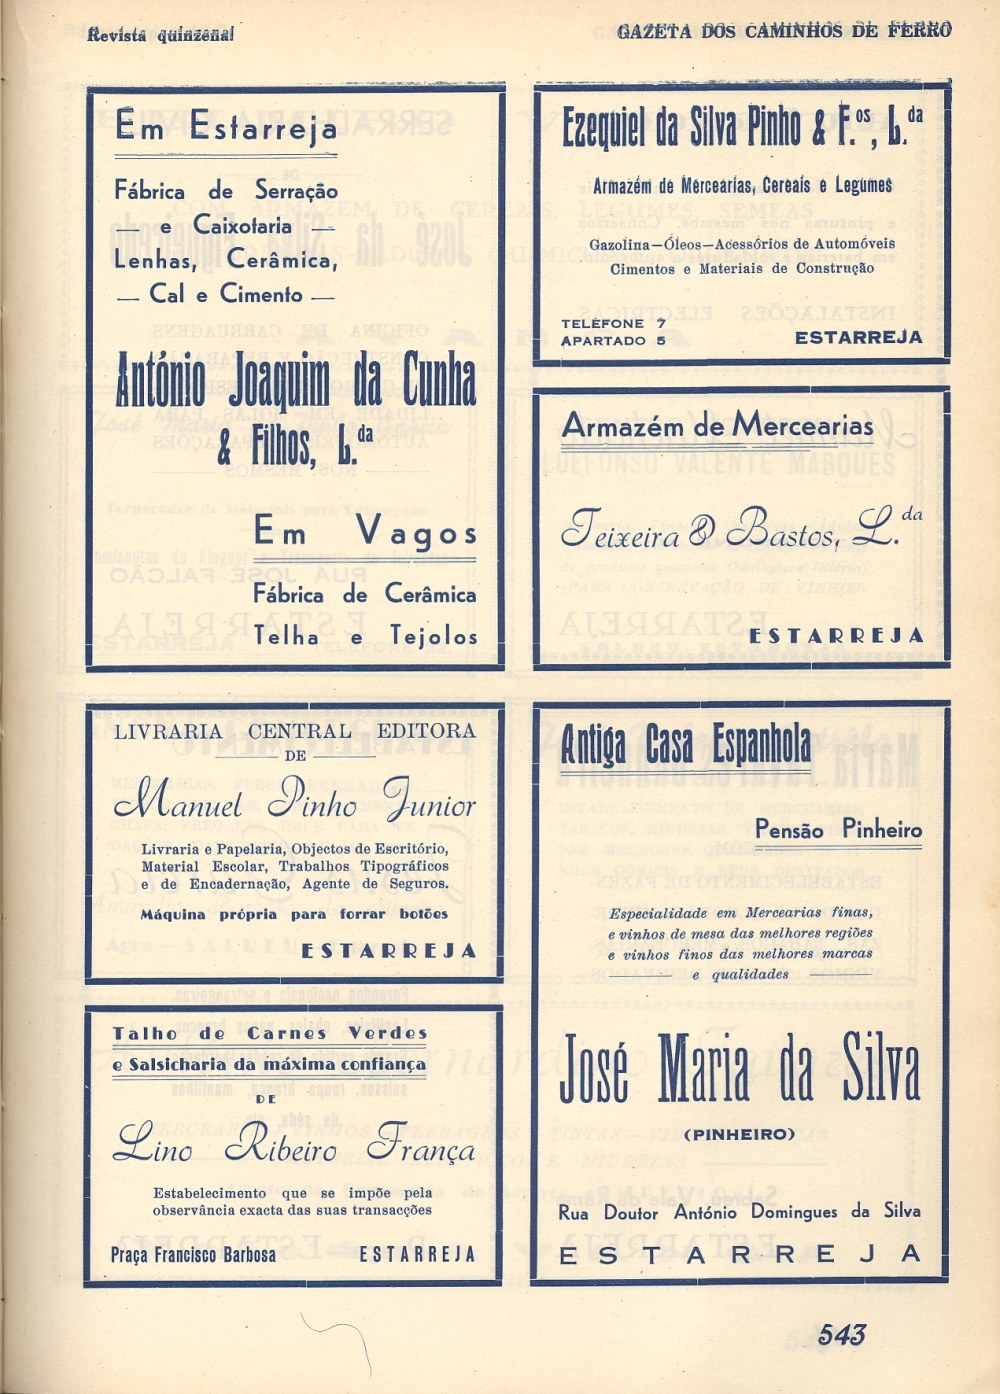 Revista quinzenal
GAZETA DOS CAMINHOS DE FERRO
Em Estarreja
Fábrica de Serração
— e Caixotaria —
Lenhas, Cerâmica,
— Cal e Cimento —
António Joaquim da Cunha
& Filhos, L.da
Em Vagos
Fábrica de Cerâmica
Telha e Tejolos
Ezequiel da Silva Pinho & F.os, L.da
Armazém de Mercearias, Cereais e Legumes
Gazolina—Óleos—Acessórios de Automóveis
Cimentos e Materiais de Construção
TELEFONE 7
APARTADO 5
ESTARREJA
Armazém de Mercearias
Teixeira & Bastos, L.da
ESTARREJA
LIVRARIA CENTRAL EDITORA
DE
Manuel Pinho Junior
Livraria e Papelaria, Objectos de Escritório,
Material Escolar, Trabalhos Tipográficos
e de Encadernação, Agente de Seguros.
Máquina própria para forrar botões
ESTARREJA
Talho de Carnes Verdes
e Salsicharia da máxima confiança
DE
Lino Ribeiro França
Estabelecimento que se impõe pela
observância exacta das suas transacções
Praça Francisco Barbosa
ESTARREJA
Antiga Casa Espanhola
Pensão Pinheiro
Especialidade em Mercearias finas,
e vinhos de mesa das melhores regiões
e vinhos finos das melhores marcas
e qualidades
José Maria da Silva
(PINHEIRO)
Rua Doutor António Domingues da Silva
ESTARREJA
543